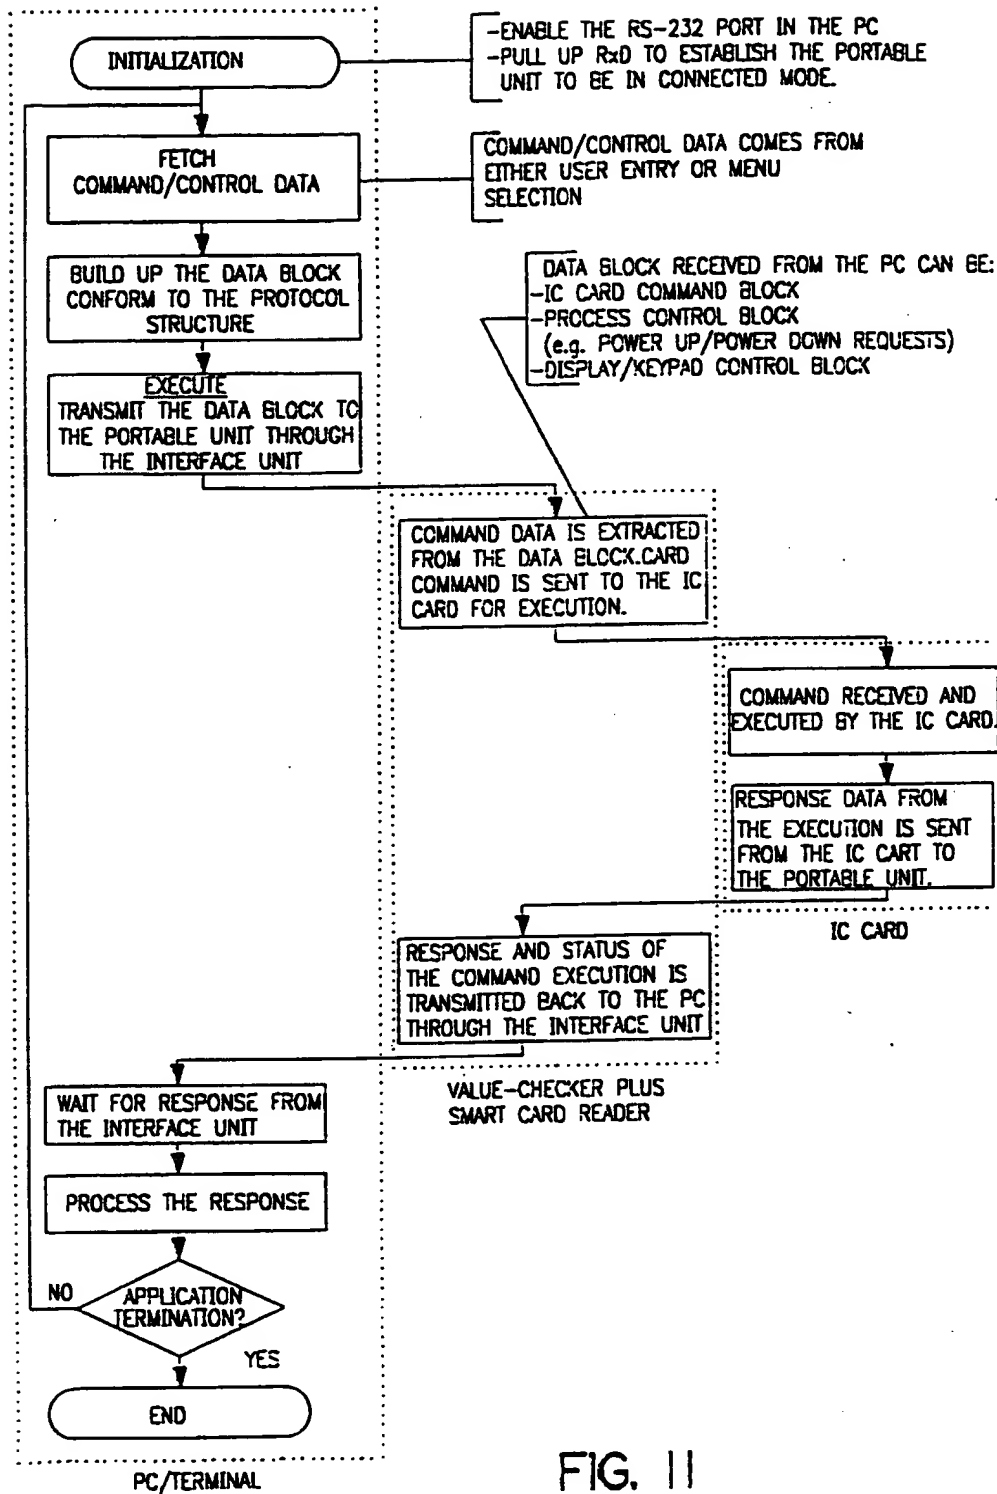 INITIALIZATION
-ENABLE THE RS-232 PORT IN THE PC
-PULL UP RxD TO ESTABLISH THE PORTABLE
UNIT TO BE IN CONNECTED MODE.
FETCH
COMMAND/CONTROL DATA
COMMAND/CONTROL DATA COMES FROM
EITHER USER ENTRY OR MENU
SELECTION
BUILD UP THE DATA BLOCK
CONFORM TO THE PROTOCOL
STRUCTURE
DATA BLOCK RECEIVED FROM THE PC CAN BE:
-IC CARD COMMAND BLOCK
-PROCESS CONTROL BLOCK
(e.g. POWER UP/POWER DOWN REQUESTS)
-DISPLAY/KEYPAD CONTROL BLOCK
EXECUTE
TRANSMIT THE DATA BLOCK TO
THE PORTABLE UNIT THROUGH
THE INTERFACE UNIT
COMMAND DATA IS EXTRACTED
FROM THE DATA BLOCK.CARD
COMMAND IS SENT TO THE IC
CARD FOR EXECUTION.
COMMAND RECEIVED AND
EXECUTED BY THE IC CARD.
RESPONSE DATA FROM
THE EXECUTION IS SENT
FROM THE IC CART TO
THE PORTABLE UNIT.
IC CARD
RESPONSE AND STATUS OF
THE COMMAND EXECUTION IS
TRANSMITTED BACK TO THE PC
THROUGH THE INTERFACE UNIT
VALUE-CHECKER PLUS
SMART CARD READER
WAIT FOR RESPONSE FROM
THE INTERFACE UNIT
PROCESS THE RESPONSE
NO
APPLICATION
TERMINATION?
YES
END
PC/TERMINAL
FIG. 11